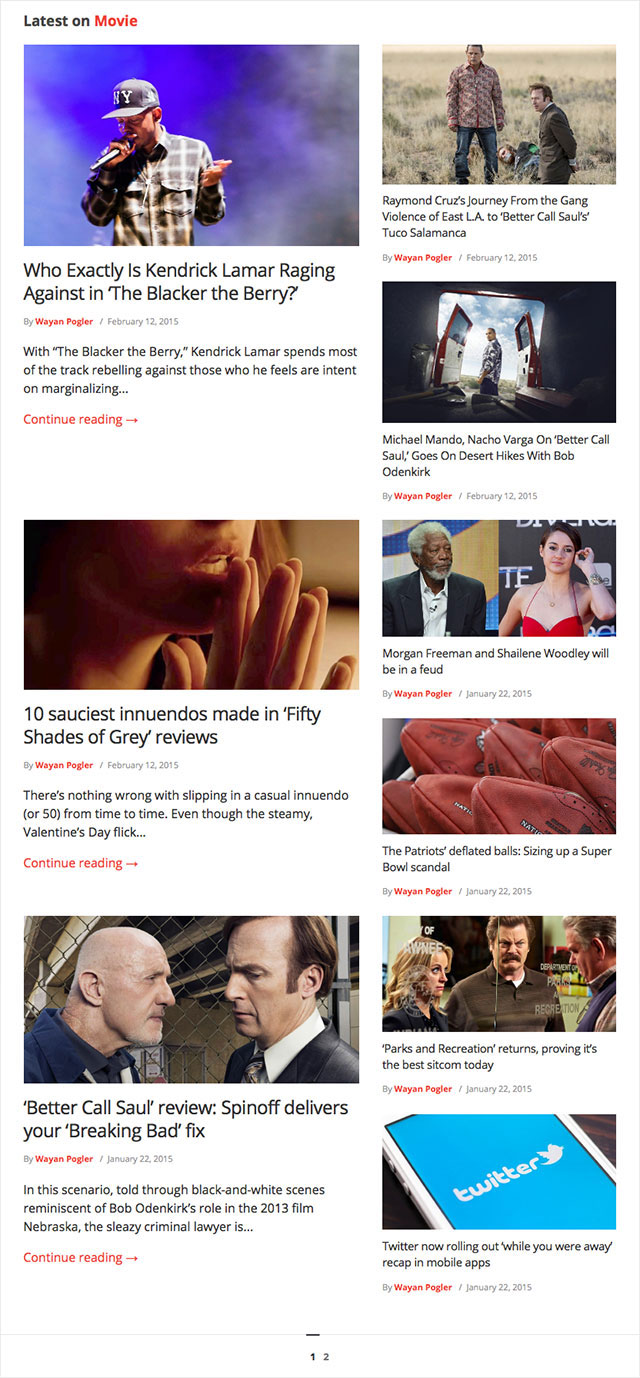 Latest on Movie
NY
Who Exactly Is Kendrick Lamar Raging
Against in ‘The Blacker the Berry?’
By Wayan Pogler / February 12, 2015
With “The Blacker the Berry,” Kendrick Lamar spends most
of the track rebelling against those who he feels are intent
on marginalizing...
Continue reading →
Raymond Cruz’s Journey From the Gang
Violence of East L.A. to ‘Better Call Saul’s’
Tuco Salamanca
By Wayan Pogler / February 12, 2015
Michael Mando, Nacho Varga On ‘Better Call
Saul,’ Goes On Desert Hikes With Bob
Odenkirk
By Wayan Pogler / February 12, 2015
10 sauciest innuendos made in ‘Fifty
Shades of Grey’ reviews
By Wayan Pogler / February 12, 2015
There’s nothing wrong with slipping in a casual innuendo
(or 50) from time to time. Even though the steamy,
Valentine’s Day flick...
Continue reading →
Morgan Freeman and Shailene Woodley will
be in a feud
By Wayan Pogler / January 22, 2015
NATIONAL
The Patriots’ deflated balls: Sizing up a Super
Bowl scandal
By Wayan Pogler / January 22, 2015
‘Better Call Saul’ review: Spinoff delivers
your ‘Breaking Bad’ fix
By Wayan Pogler / January 22, 2015
In this scenario, told through black-and-white scenes
reminiscent of Bob Odenkirk’s role in the 2013 film
Nebraska, the sleazy criminal lawyer is...
Continue reading →
Y OF
AWNEE
INDIANA
DEPARTMENT OF
PARKS
RECREATION
‘Parks and Recreation’ returns, proving it’s
the best sitcom today
By Wayan Pogler / January 22, 2015
twitter
Twitter now rolling out ‘while you were away’
recap in mobile apps
By Wayan Pogler / January 22, 2015
1 2